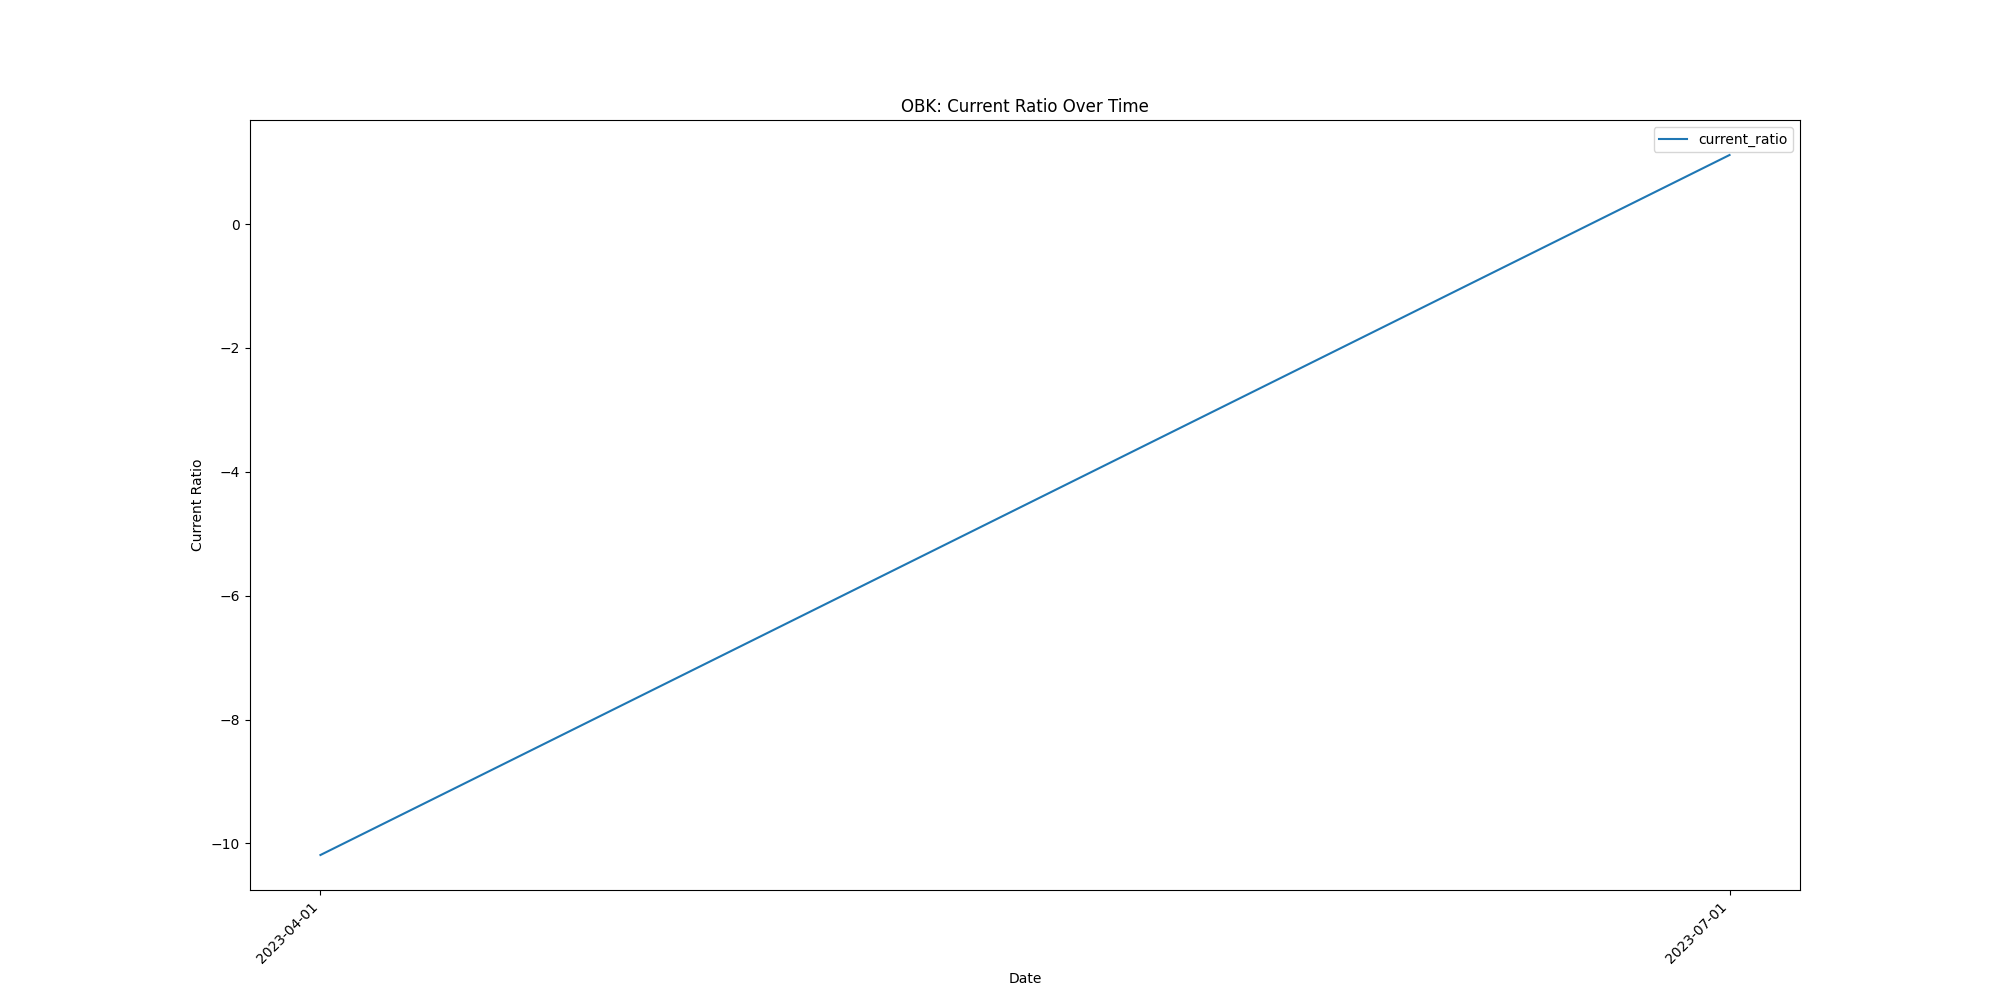 OBK: Current Ratio Over Time
current_ratio
0
−2
−4
−6
−8
−10
Current Ratio
2023-04-01
2023-07-01
Date